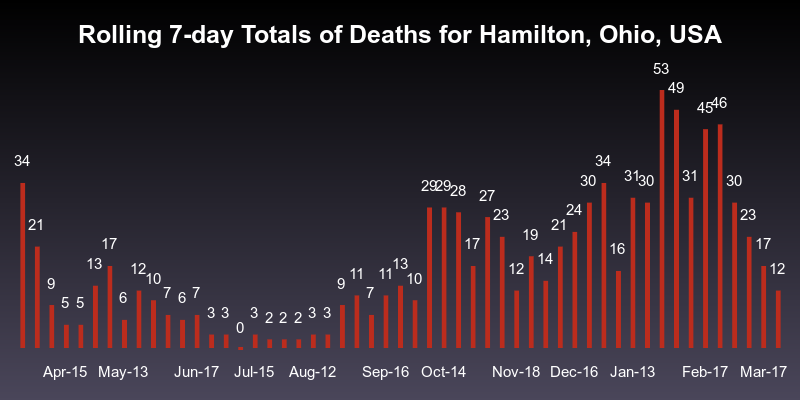 Rolling 7-day Totals of Deaths for Hamilton, Ohio, USA
34 21 9 5 5 13 17 6 12 10 7 6 7 3 3 0 3 2 2 2 3 3 9 11 7 11 13 10 29 29 28 17 27 23 12 19 14 21 24 30 34 16 31 30 53 49 31 45 46 30 23 17 12
Apr-15 May-13 Jun-17 Jul-15 Aug-12 Sep-16 Oct-14 Nov-18 Dec-16 Jan-13 Feb-17 Mar-17